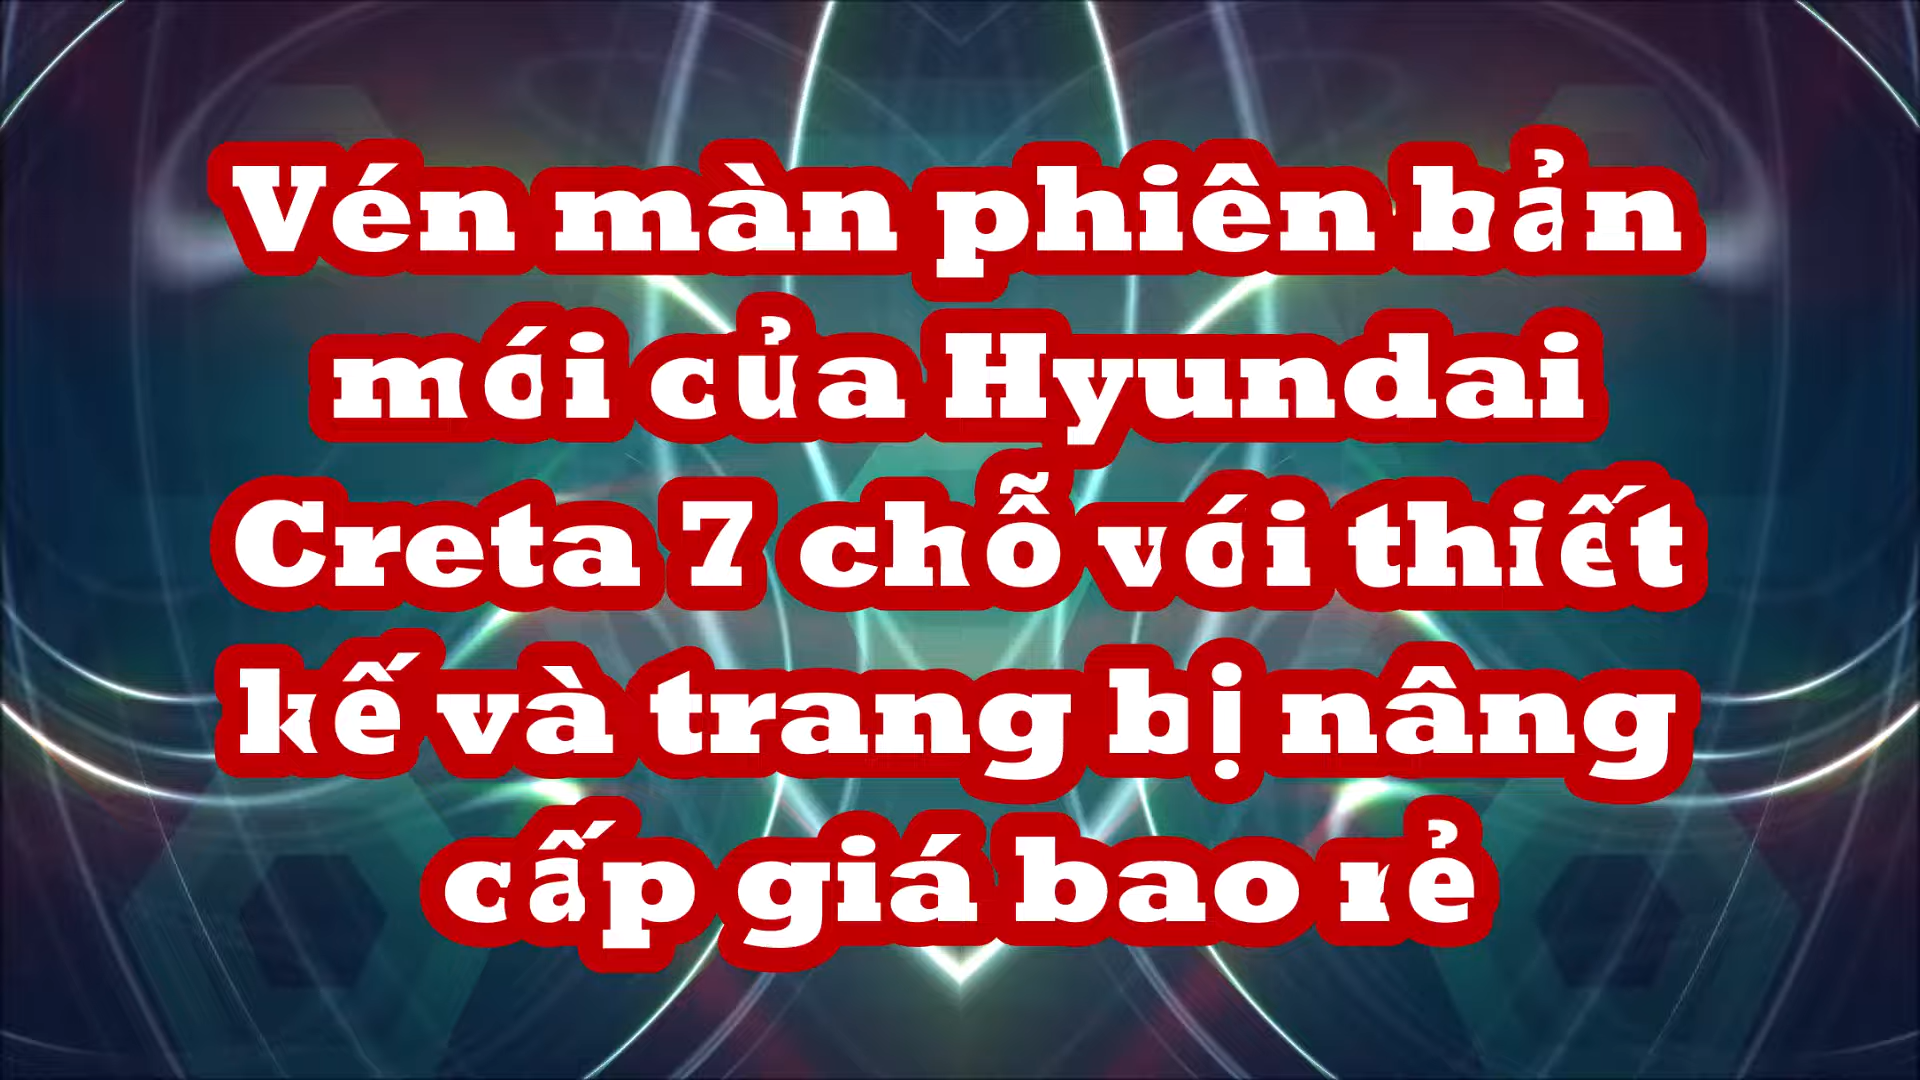 Vén màn phiên bản
mới của Hyundai
Creta 7 chỗ với thiết
kế và trang bị nâng
cấp giá bao rẻ